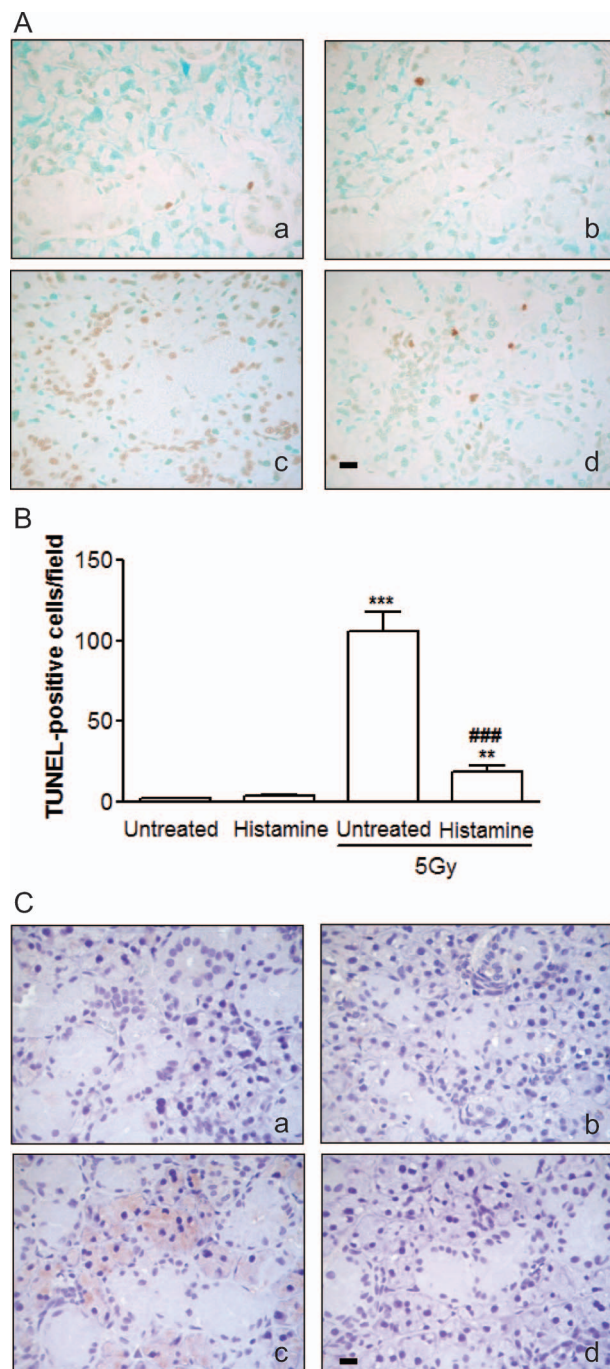 A
a
b
c
d
B
TUNEL-positive cells/field
150
100
50
0
***
###
**
Untreated Histamine Untreated Histamine
5Gy
C
a
b
c
d